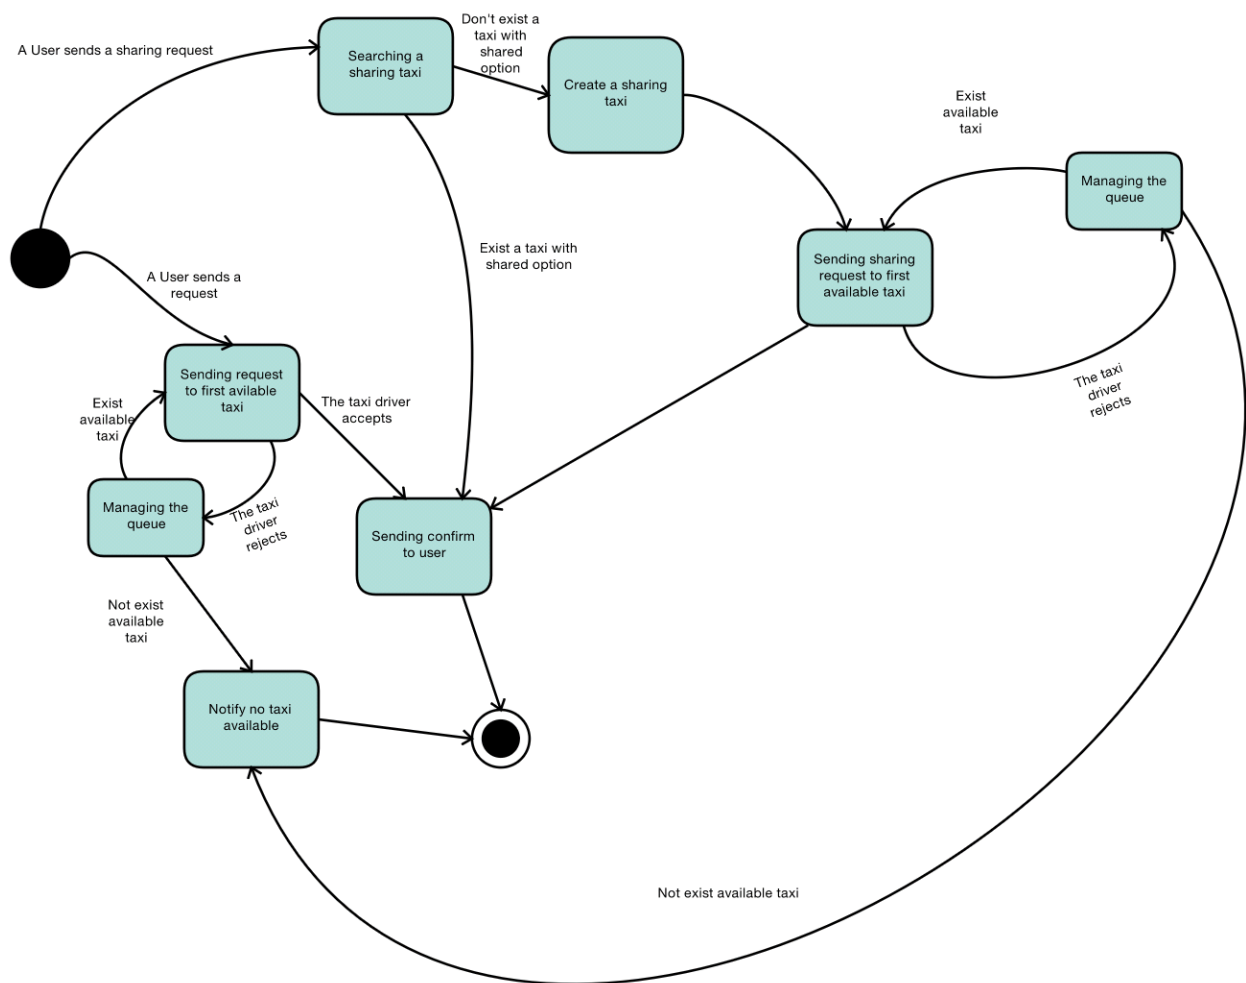 Don't exist a
taxi with
shared
option
A User sends a sharing request
Searching a
sharing taxi
Create a sharing
taxi
Exist
available
taxi
Managing the
queue
Exist a taxi with
shared option
Sending sharing
request to first
available taxi
A User sends a
request
Sending request
to first avilable
taxi
The taxi driver
accepts
The taxi
driver
rejects
Exist
available
taxi
Managing the
queue
The taxi
driver
rejects
Sending confirm
to user
Not exist
available
taxi
Notify no taxi
available
Not exist available taxi